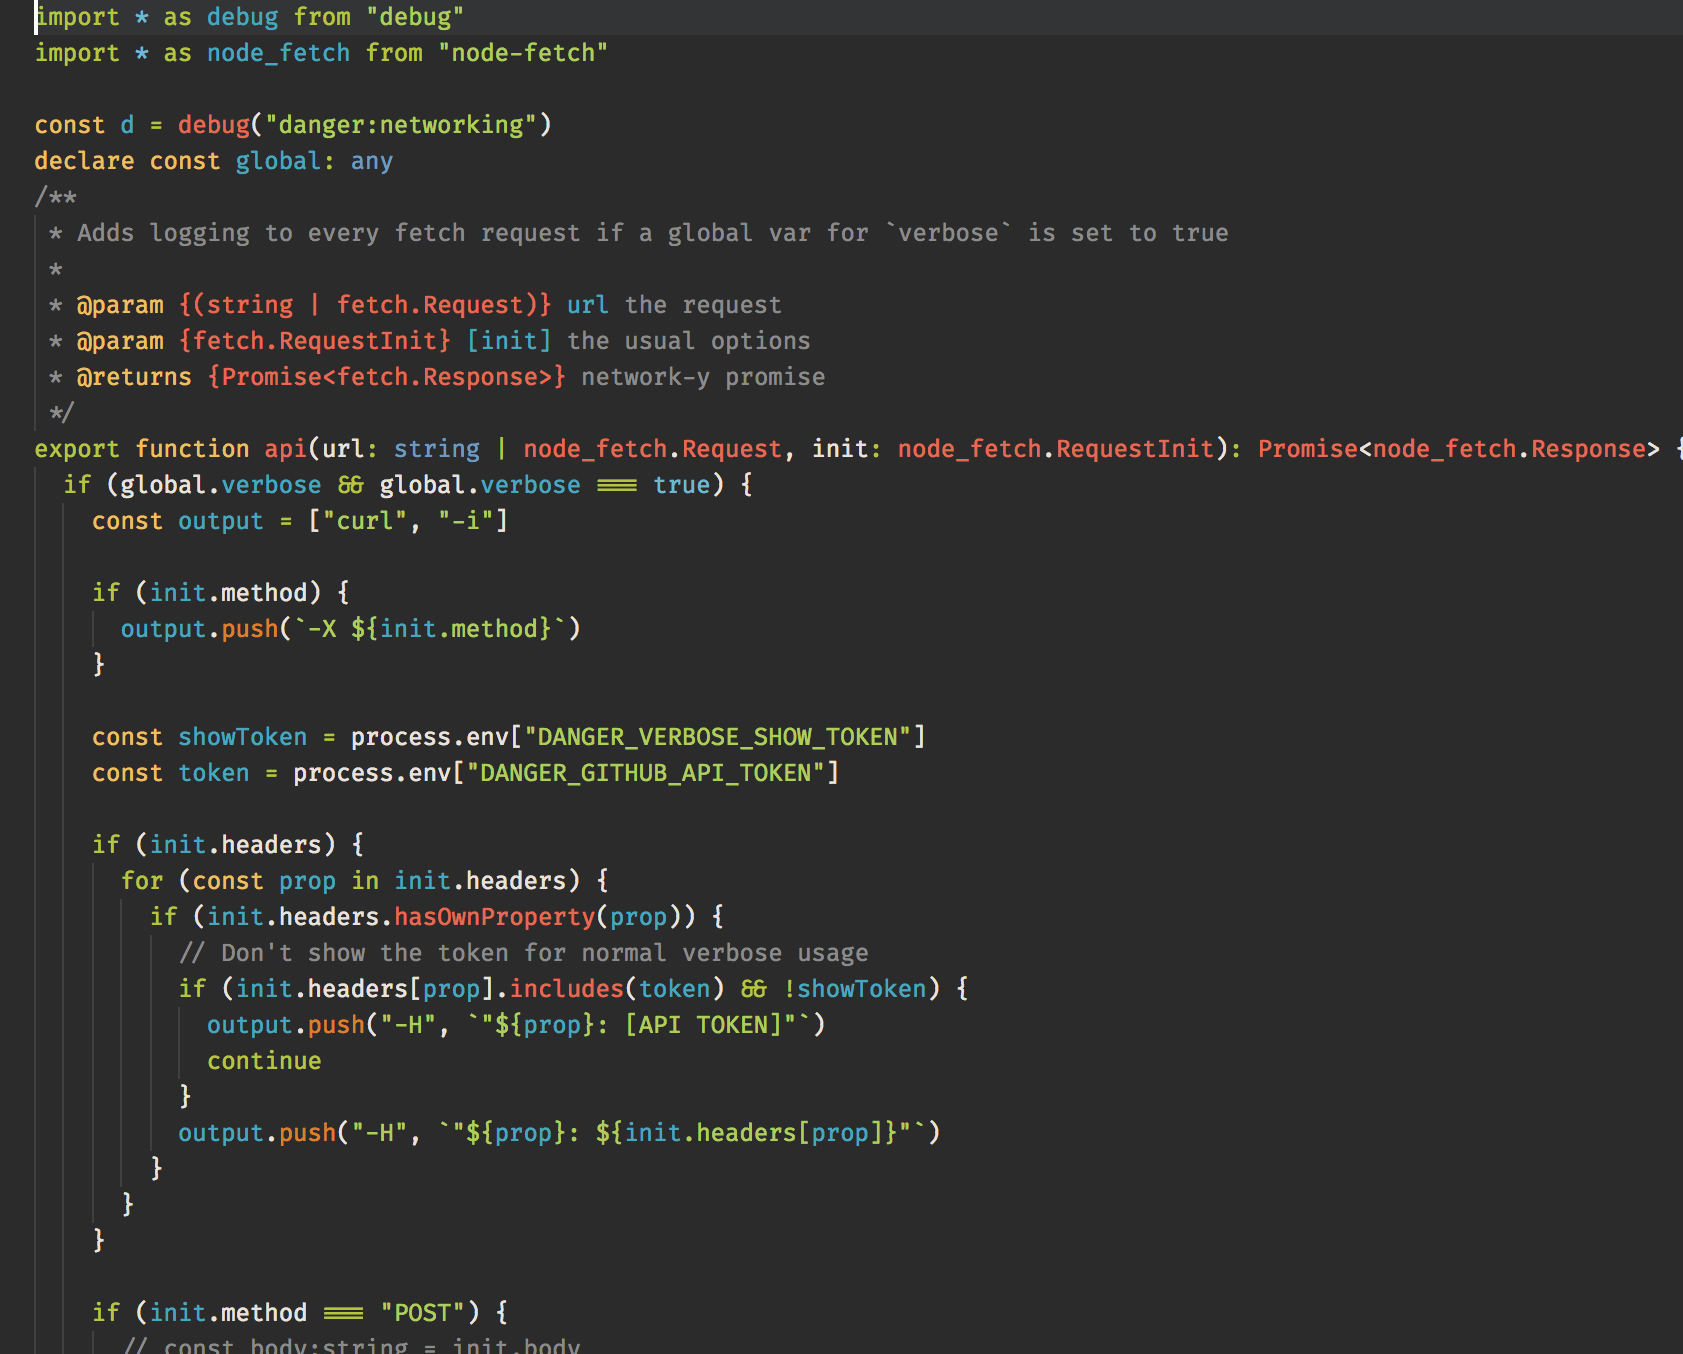 import * as debug from "debug"
import * as node_fetch from "node-fetch"
const d = debug("danger:networking")
declare const global: any
/**
* Adds logging to every fetch request if a global var for `verbose` is set to true
*
* @param {(string | fetch.Request)} url the request
* @param {fetch.RequestInit} [init] the usual options
* @returns {Promise<fetch.Response>} network-y promise
*/
export function api(url: string | node_fetch.Request, init: node_fetch.RequestInit): Promise<node_fetch.Response> {
if (global.verbose && global.verbose === true) {
const output = ["curl", "-i"]
if (init.method) {
output.push(`-X ${init.method}`)
}
const showToken = process.env["DANGER_VERBOSE_SHOW_TOKEN"]
const token = process.env["DANGER_GITHUB_API_TOKEN"]
if (init.headers) {
for (const prop in init.headers) {
if (init.headers.hasOwnProperty(prop)) {
// Don't show the token for normal verbose usage
if (init.headers[prop].includes(token) && !showToken) {
output.push("-H", `"${prop}: [API TOKEN]"`)
continue
}
output.push("-H", `"${prop}: ${init.headers[prop]}"`)
}
}
}
if (init.method === "POST") {
// const body:string = init.body